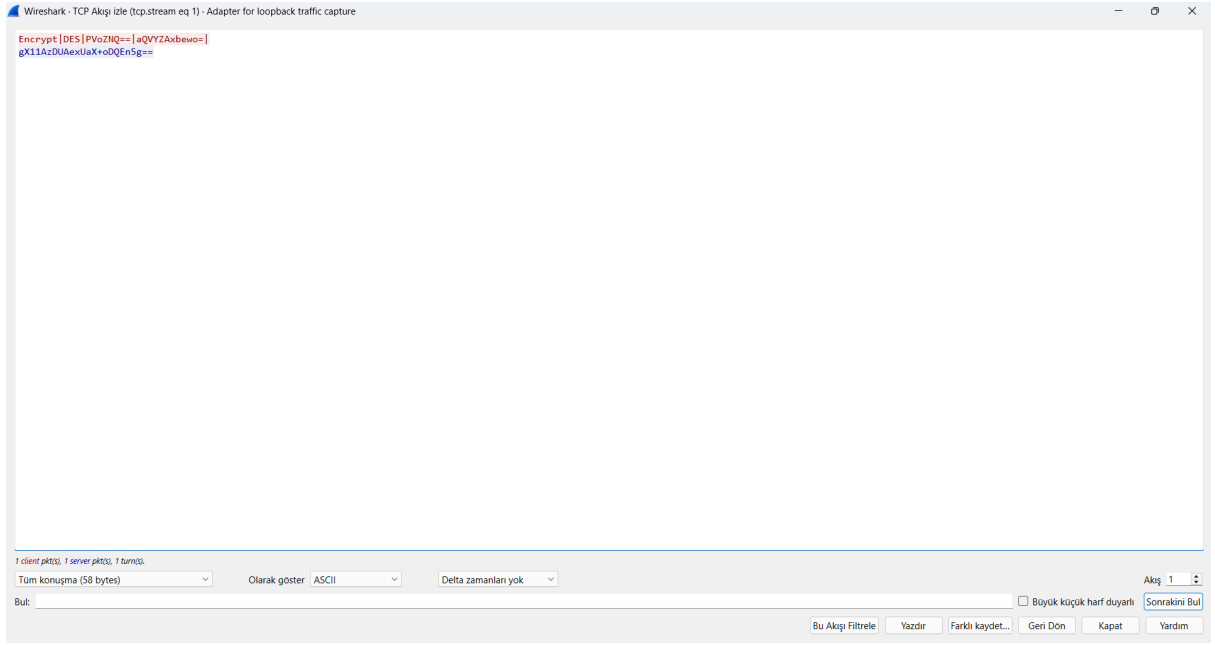 Wireshark · TCP Akışı izle (tcp.stream eq 1) · Adapter for loopback traffic capture
Encrypt|DES|PVoZNQ==|aQVYZAxbewo=|
gX11AzDUAexUaX+oDQEn5g==
1 client pkt(s), 1 server pkt(s), 1 turn(s).
Tüm konuşma (58 bytes) Olarak göster ASCII Delta zamanları yok Akış 1
Bul: Büyük küçük harf duyarlı Sonrakini Bul
Bu Akışı Filtrele Yazdır Farklı kaydet... Geri Dön Kapat Yardım